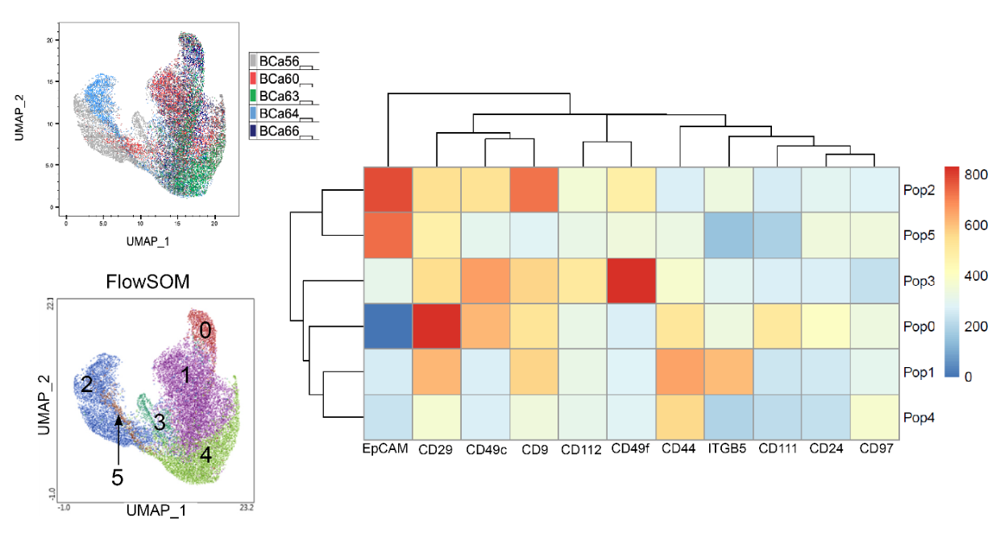 20
15
10
5.0
0
UMAP_2
0 5.0 10 15 20
UMAP_1
BCa56
BCa60
BCa63
BCa64
BCa66
FlowSOM
22.1
-1.0
UMAP_2
0
1
2
3
4
5
-1.0 UMAP_1 23.2
Pop2
Pop5
Pop3
Pop0
Pop1
Pop4
EpCAM CD29 CD49c CD9 CD112 CD49f CD44 ITGB5 CD111 CD24 CD97
800
600
400
200
0